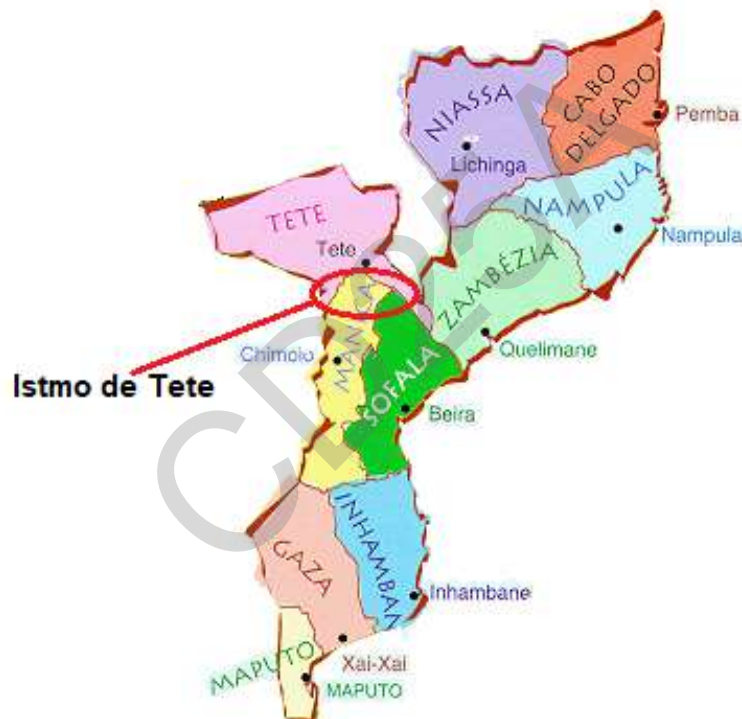 CABO
DELGADO
NIASSA
Pemba
Lichinga
NAMPULA
TETE
Nampula
Tete
ZAMBÉZIA
MANICA
Chimoio
Quelimane
Istmo de Tete
SOFALA
Beira
INHAMBAN
GAZA
Inhambane
Xai-Xai
MAPUTO
MAPUTO